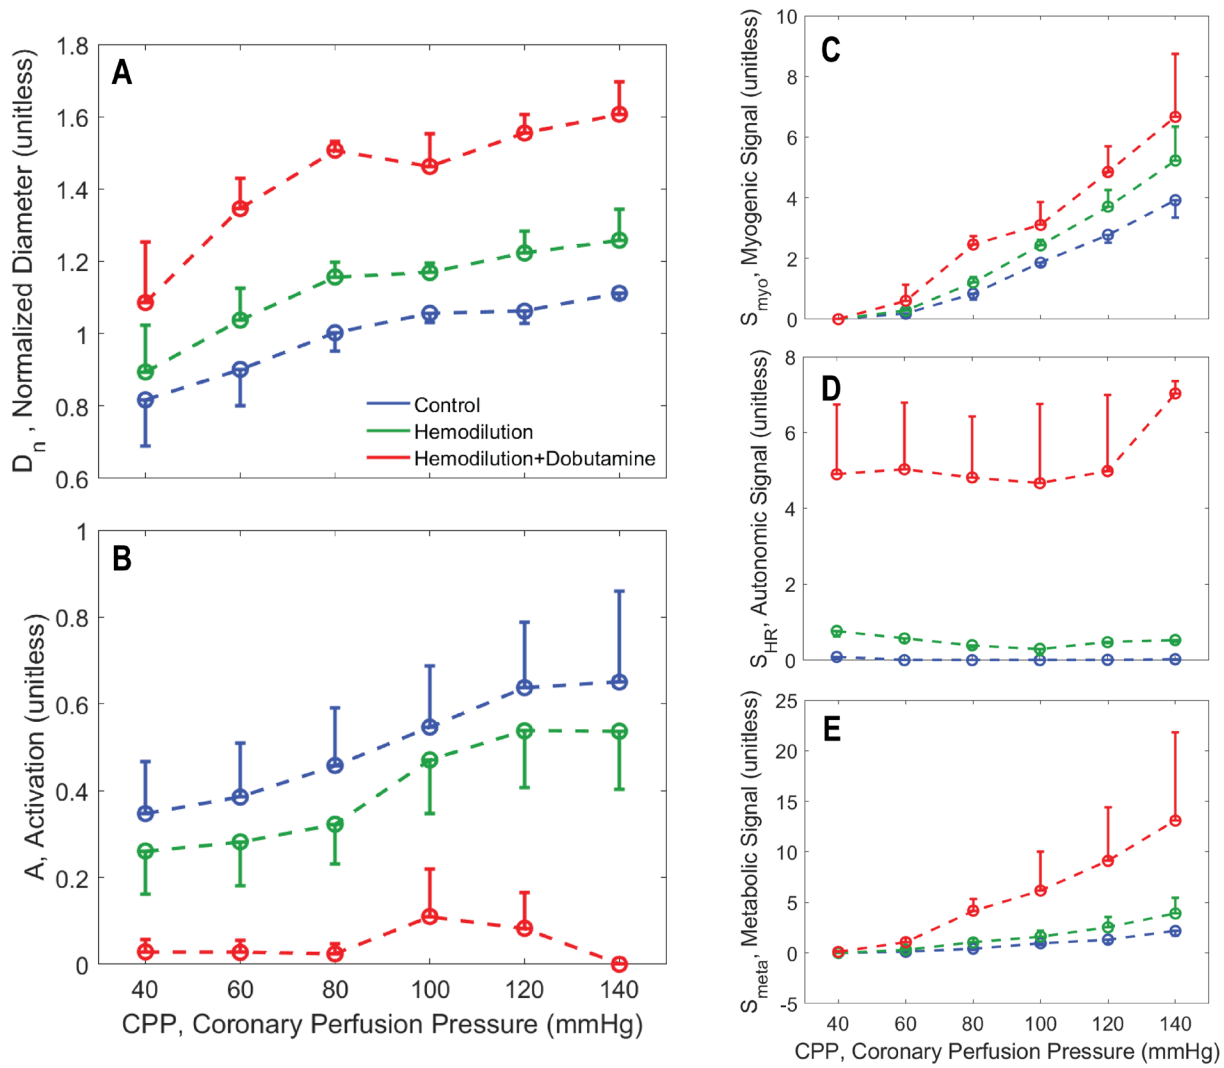 A
D_n , Normalized Diameter (unitless)
1.8
1.6
1.4
1.2
1
0.8
0.6
Control
Hemodilution
Hemodilution+Dobutamine
B
A, Activation (unitless)
1
0.8
0.6
0.4
0.2
0
40 60 80 100 120 140
CPP, Coronary Perfusion Pressure (mmHg)
C
S_myo, Myogenic Signal (unitless)
10
8
6
4
2
0
D
S_HR, Autonomic Signal (unitless)
8
6
4
2
0
E
S_meta, Metabolic Signal (unitless)
25
20
15
10
5
0
-5
40 60 80 100 120 140
CPP, Coronary Perfusion Pressure (mmHg)